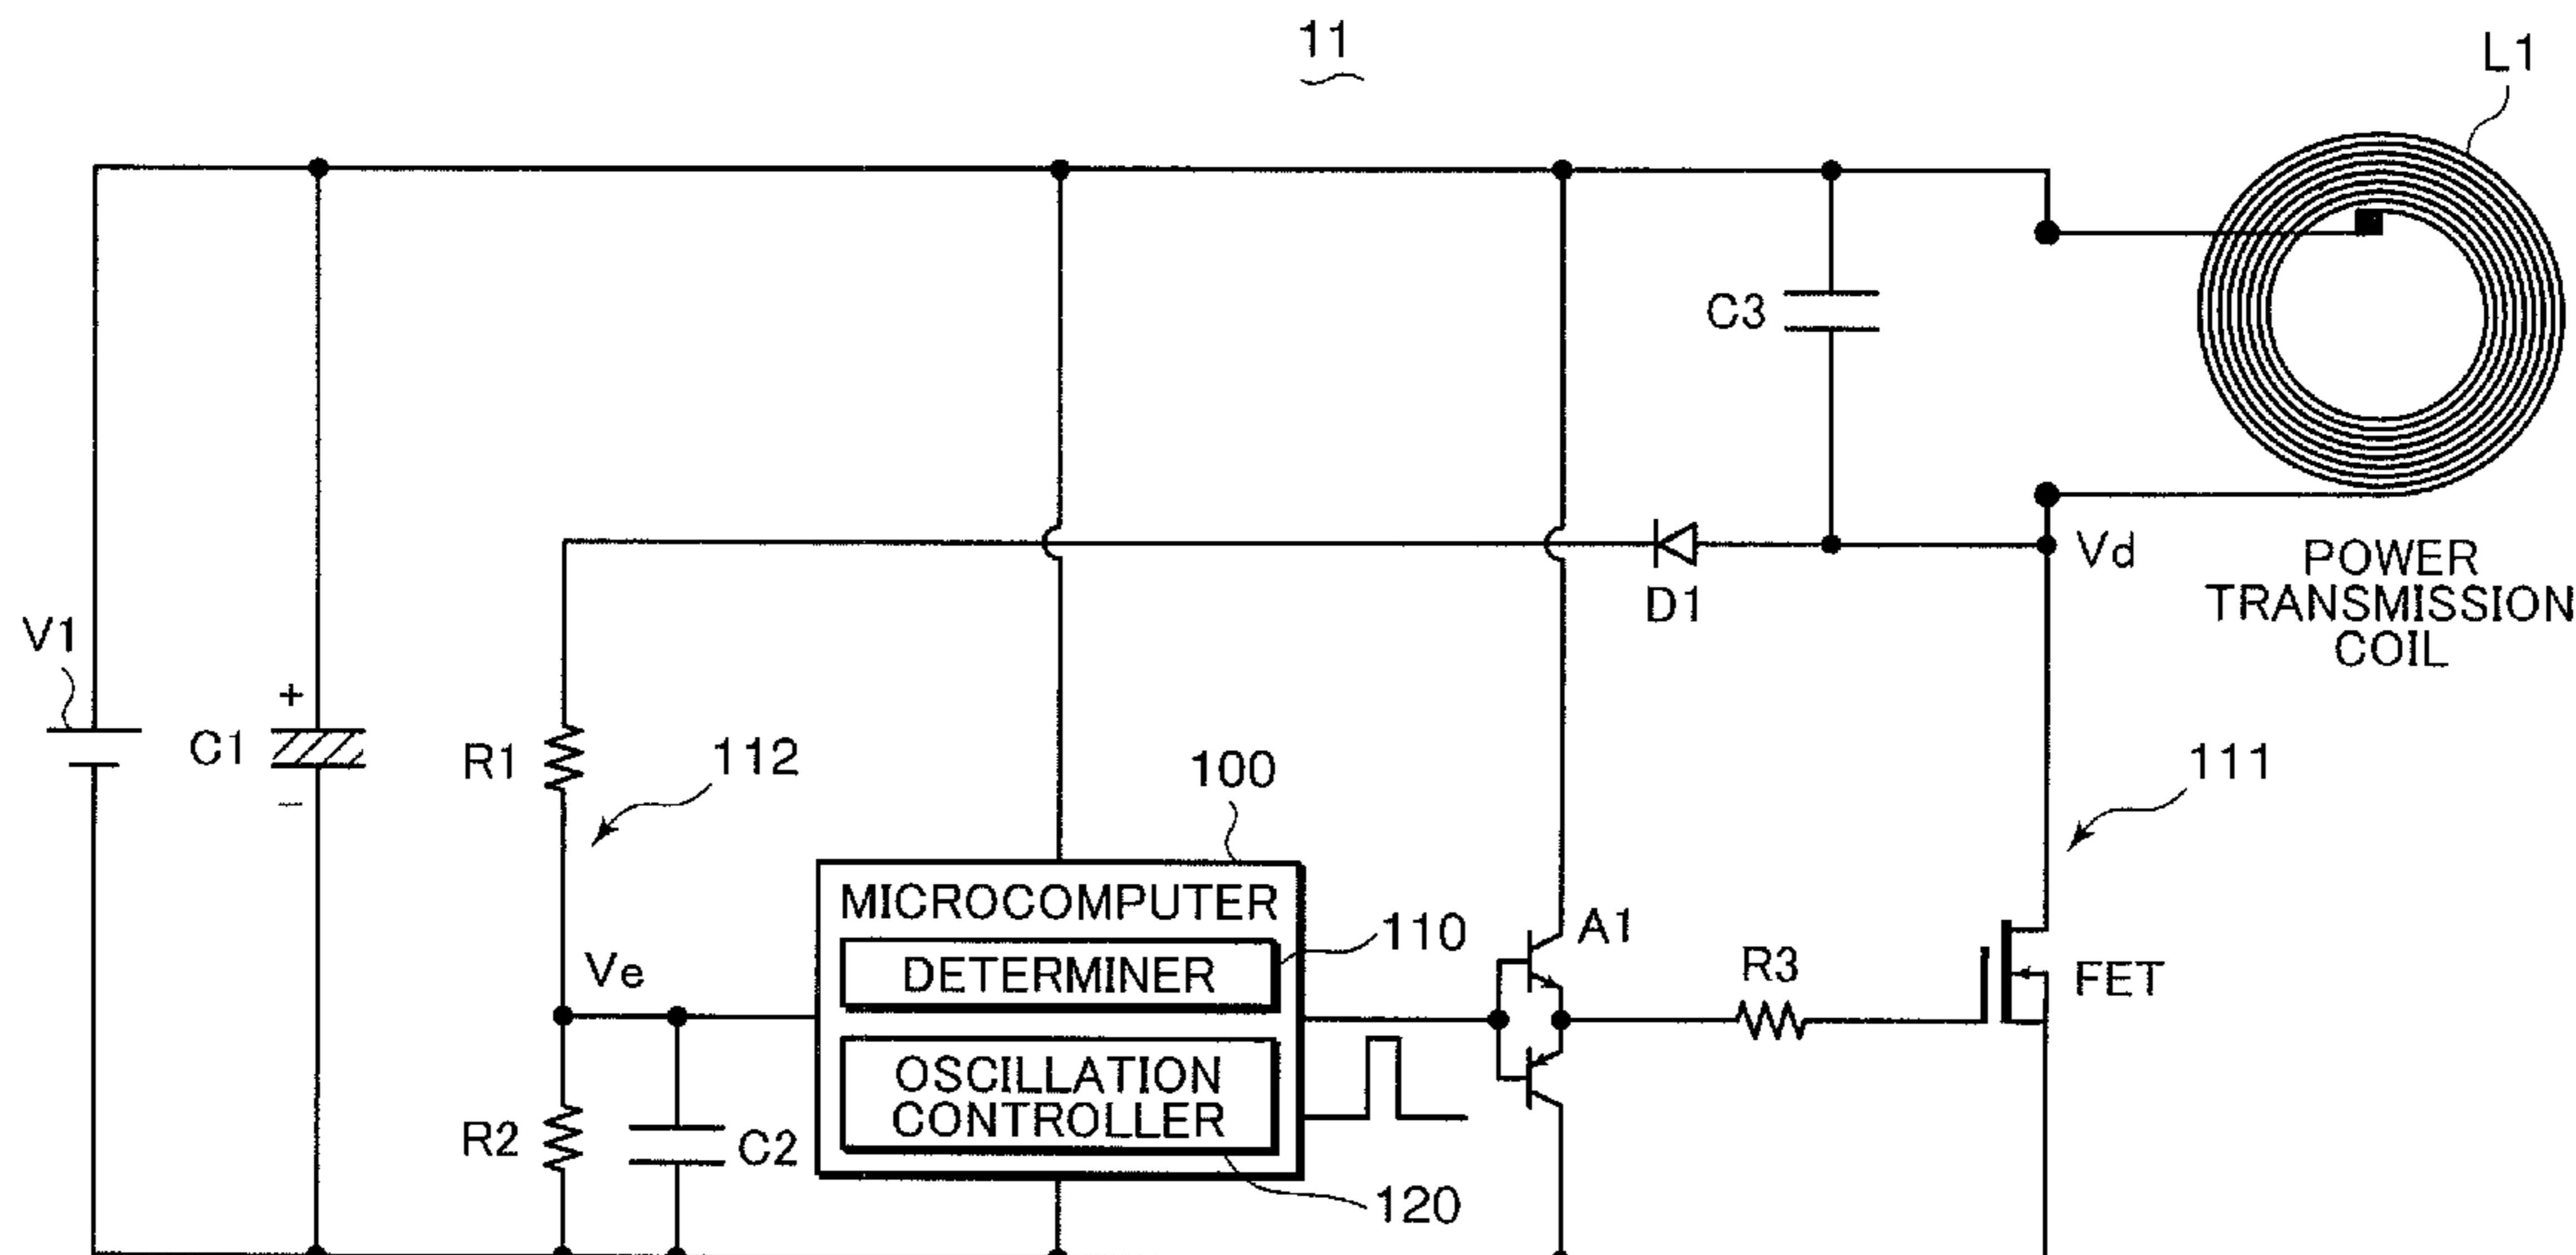 11
L1
C3
Vd
D1
POWER
TRANSMISSION
COIL
V1
+
C1
−
R1
112
100
111
MICROCOMPUTER
A1
110
DETERMINER
Ve
R3
FET
OSCILLATION
CONTROLLER
R2
C2
120